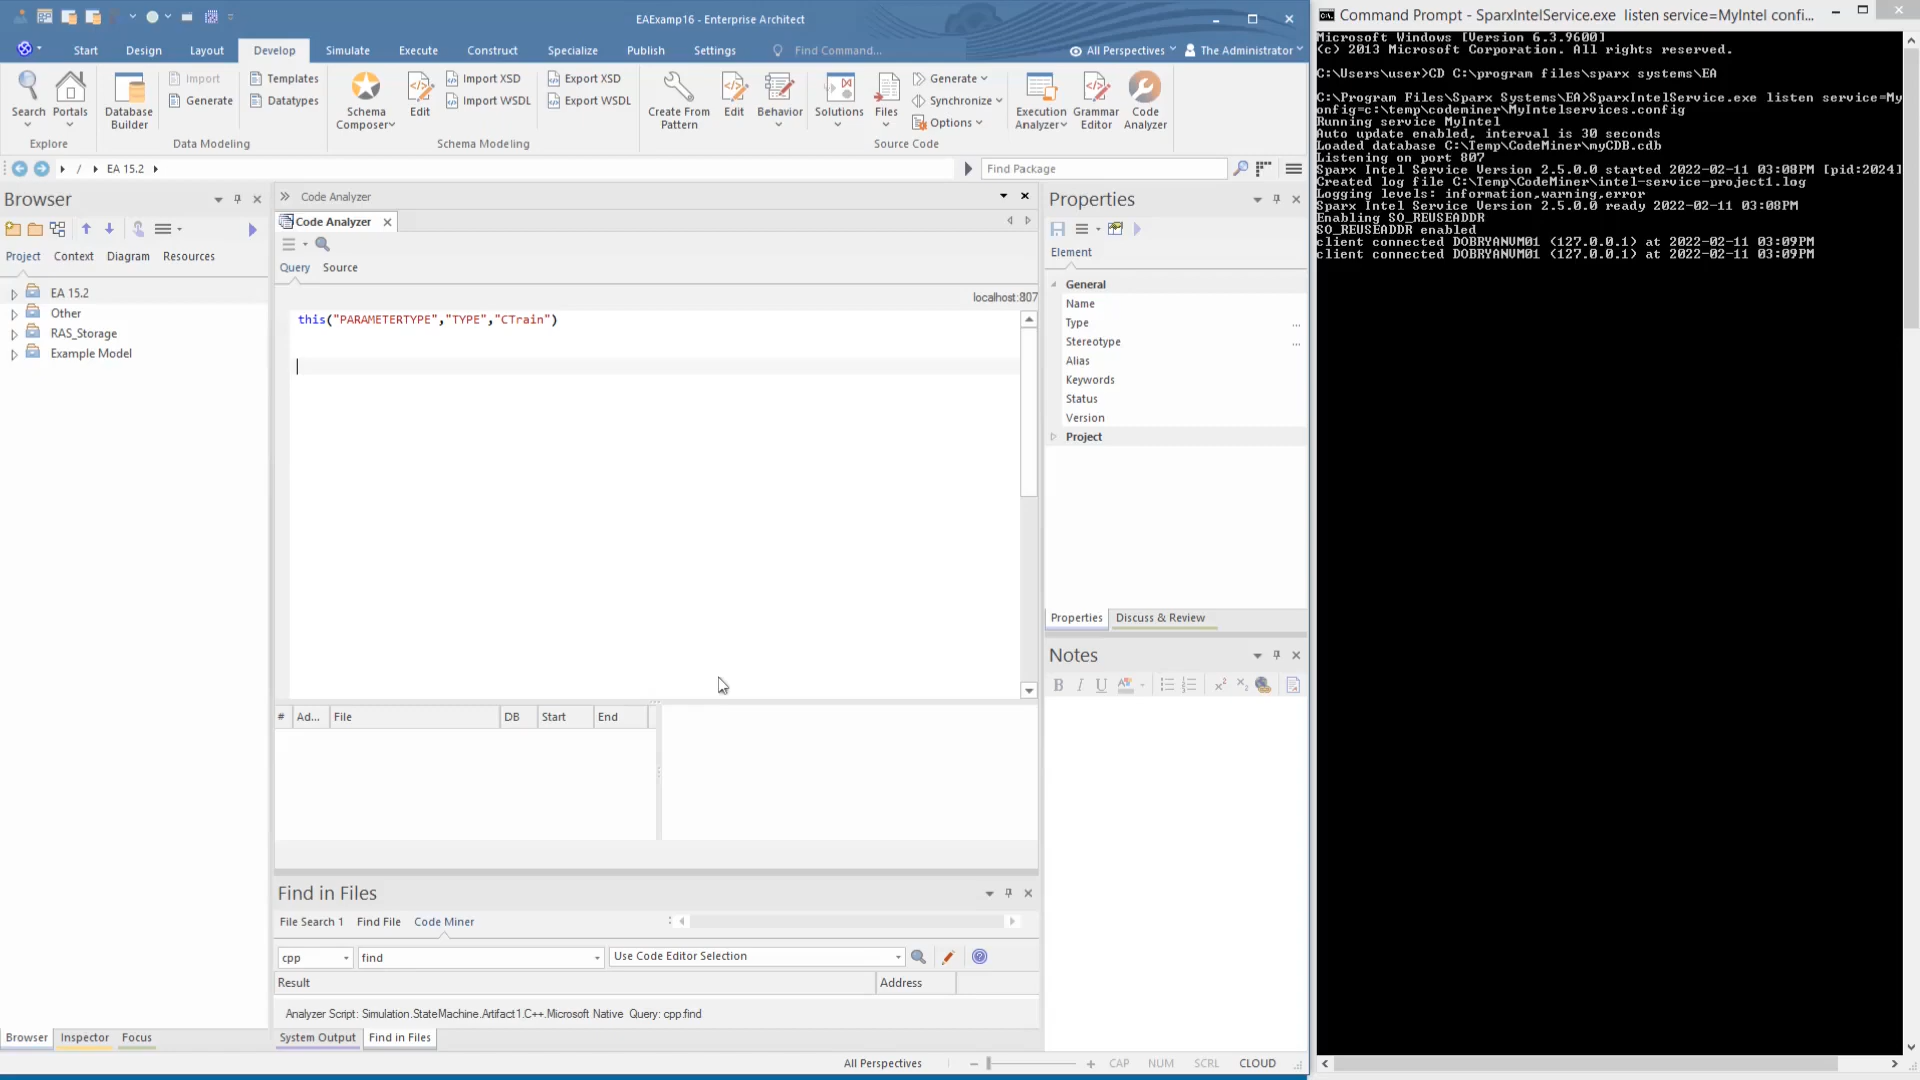 EAExamp16 - Enterprise Architect
Start Design Layout Develop Simulate Execute Construct Specialize Publish Settings Find Command... All Perspectives The Administrator
Search Portals Database Builder Import Generate Templates Datatypes Schema Composer Edit Import XSD Import WSDL Export XSD Export WSDL Create From Pattern Edit Behavior Solutions Files Generate Synchronize Options Execution Analyzer Grammar Editor Code Analyzer
Explore Data Modeling Schema Modeling Source Code
/ EA 15.2 Find Package
Browser
Project Context Diagram Resources
EA 15.2
Other
RAS_Storage
Example Model
Browser Inspector Focus
Code Analyzer
Code Analyzer
Query Source
localhost:807
this("PARAMETERTYPE","TYPE","CTrain")
# Ad... File DB Start End
Find in Files
File Search 1 Find File Code Miner
cpp find Use Code Editor Selection
Result Address
Analyzer Script: Simulation.StateMachine.Artifact1.C++.Microsoft Native Query: cpp.find
System Output Find in Files
Properties
Element
General
Name
Type ...
Stereotype ...
Alias
Keywords
Status
Version
Project
Properties Discuss & Review
Notes
B I U
All Perspectives CAP NUM SCRL CLOUD
Command Prompt - SparxIntelService.exe listen service=MyIntel confi...
Microsoft Windows [Version 6.3.9600]
(c) 2013 Microsoft Corporation. All rights reserved.
C:\Users\user>CD C:\program files\sparx systems\EA
C:\Program Files\Sparx Systems\EA>SparxIntelService.exe listen service=My
onfig=c:\temp\codeminer\MyIntelservices.config
Running service MyIntel
Auto update enabled, interval is 30 seconds
Loaded database C:\Temp\CodeMiner\myCDB.cdb
Listening on port 807
Sparx Intel Service Version 2.5.0.0 started 2022-02-11 03:08PM [pid:2024]
Created log file C:\Temp\CodeMiner\intel-service-project1.log
Logging levels: information,warning,error
Sparx Intel Service Version 2.5.0.0 ready 2022-02-11 03:08PM
Enabling SO_REUSEADDR
SO_REUSEADDR enabled
client connected DOBRYANVM01 (127.0.0.1) at 2022-02-11 03:09PM
client connected DOBRYANVM01 (127.0.0.1) at 2022-02-11 03:09PM